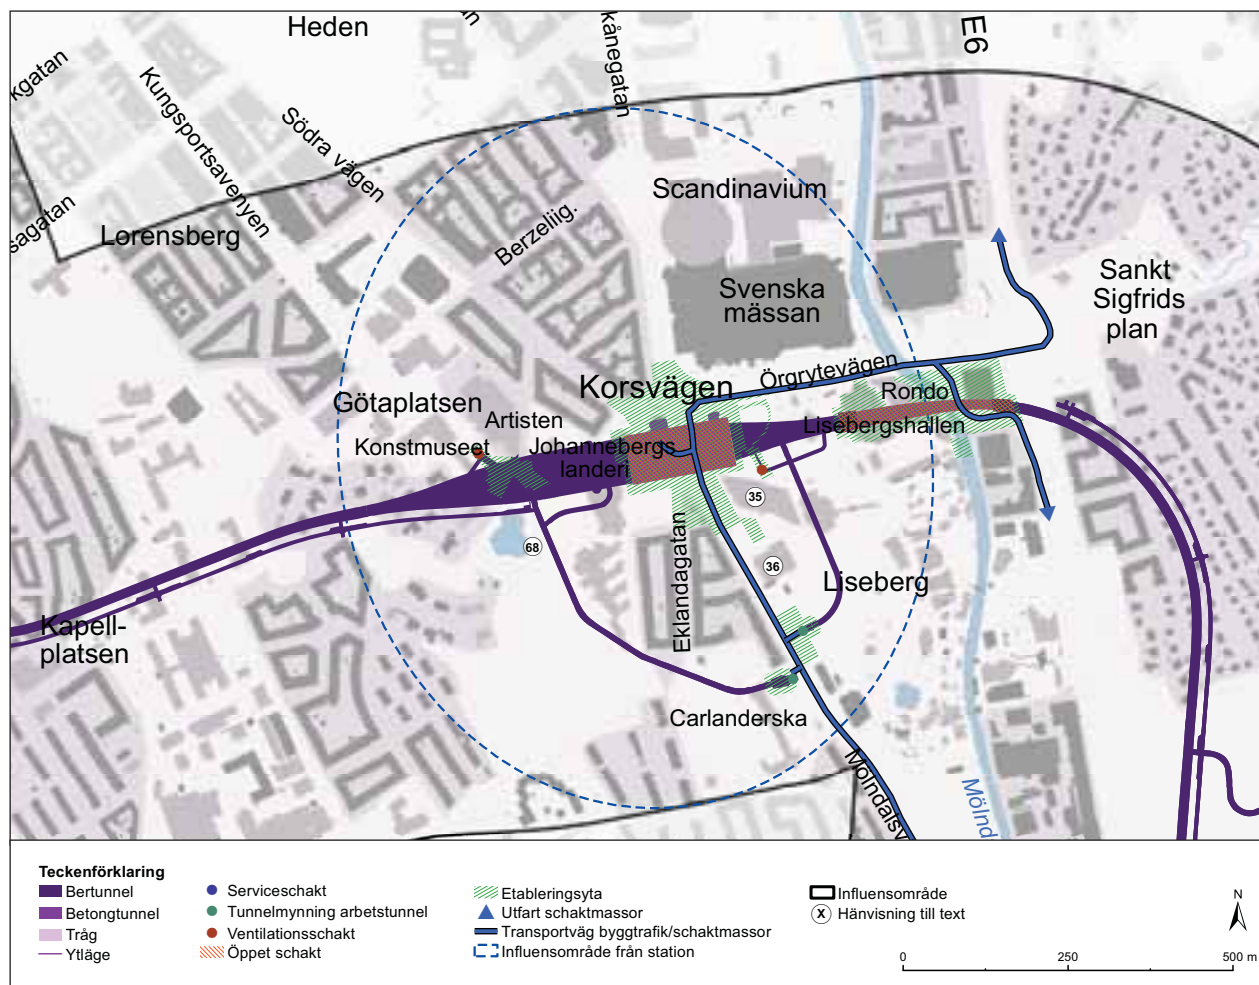 Heden
E6
kånegatan
kgatan
Kungsportsavenyen
Södra vägen
Scandinavium
sagatan
Lorensberg
Berzeliig.
Svenska
mässan
Sankt
Sigfrids
plan
Örgrytevägen
Korsvägen
Rondo
Götaplatsen
Artisten
Lisebergshallen
Konstmuseet
Johannebergs
landeri
35
68
36
Eklandagatan
Liseberg
Kapell-
platsen
Carlanderska
Mölndalsv
Mölnd
Teckenförklaring
Bertunnel
Betongtunnel
Tråg
Ytläge
Serviceschakt
Tunnelmynning arbetstunnel
Ventilationsschakt
Öppet schakt
Etableringsyta
Utfart schaktmassor
Transportväg byggtrafik/schaktmassor
Influensområde från station
Influensområde
X Hänvisning till text
N
0 250 500 m